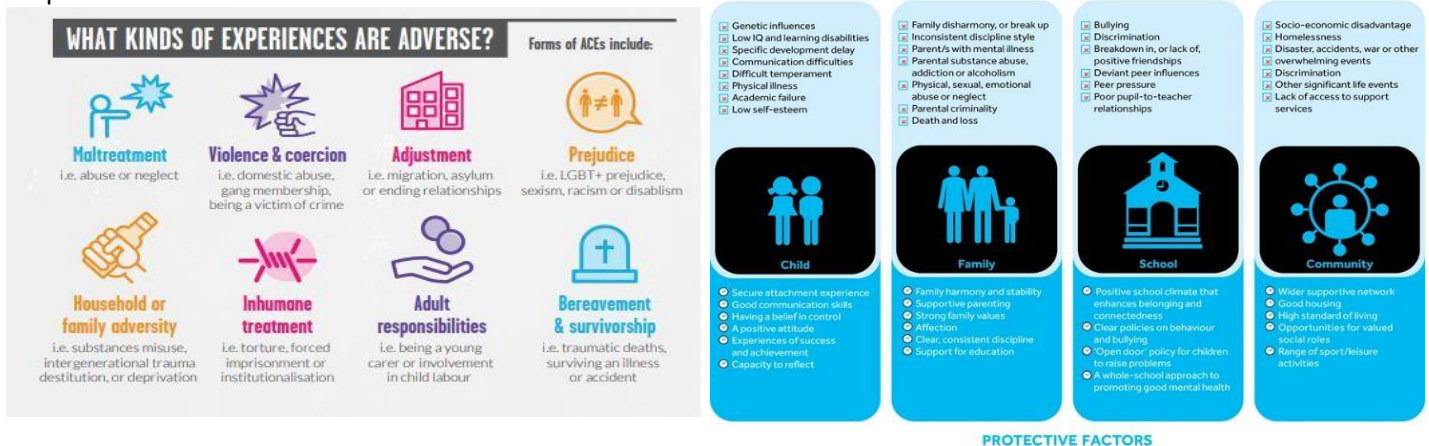 WHAT KINDS OF EXPERIENCES ARE ADVERSE?
Forms of ACEs include:
Maltreatment
i.e. abuse or neglect
Violence & coercion
i.e. domestic abuse,
gang membership,
being a victim of crime
Adjustment
i.e. migration, asylum
or ending relationships
Prejudice
i.e. LGBT+ prejudice,
sexism, racism or disablism
Household or
family adversity
i.e. substances misuse,
intergenerational trauma
destitution, or deprivation
Inhumane
treatment
i.e. torture, forced
imprisonment or
institutionalisation
Adult
responsibilities
i.e. being a young
carer or involvement
in child labour
Bereavement
& survivorship
i.e. traumatic deaths,
surviving an illness
or accident
Genetic influences
Low IQ and learning disabilities
Specific development delay
Communication difficulties
Difficult temperament
Physical illness
Academic failure
Low self-esteem
Child
Secure attachment experience
Good communication skills
Having a belief in control
A positive attitude
Experiences of success
and achievement
Capacity to reflect
Family disharmony, or break up
Inconsistent discipline style
Parent/s with mental illness
Parental substance abuse,
addiction or alcoholism
Physical, sexual, emotional
abuse or neglect
Parental criminality
Death and loss
Family
Family harmony and stability
Supportive parenting
Strong family values
Affection
Clear, consistent discipline
Support for education
Bullying
Discrimination
Breakdown in, or lack of,
positive friendships
Deviant peer influences
Peer pressure
Poor pupil-to-teacher
relationships
School
Positive school climate that
enhances belonging and
connectedness
Clear policies on behaviour
and bullying
'Open door' policy for children
to raise problems
A whole-school approach to
promoting good mental health
Socio-economic disadvantage
Homelessness
Disaster, accidents, war or other
overwhelming events
Discrimination
Other significant life events
Lack of access to support
services
Community
Wider supportive network
Good housing
High standard of living
Opportunities for valued
social roles
Range of sport/leisure
activities
PROTECTIVE FACTORS